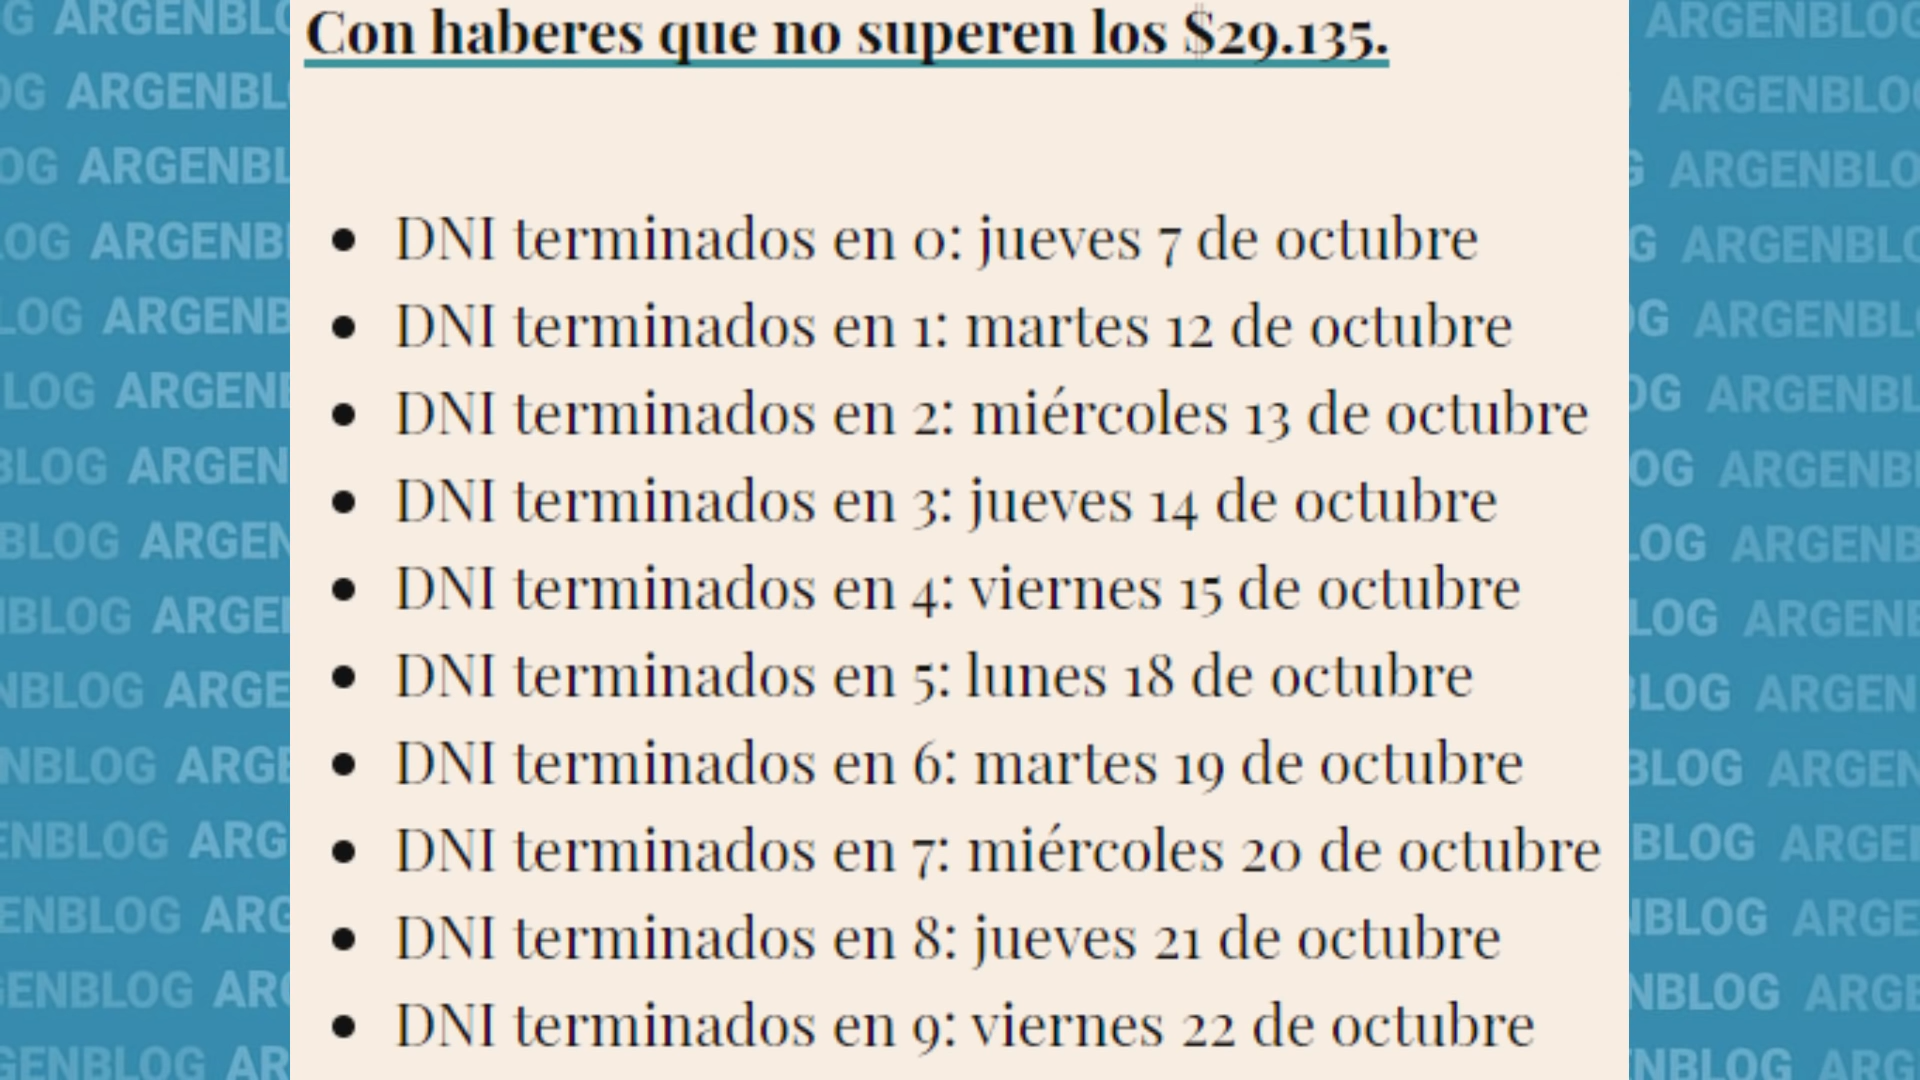 Con haberes que no superen los $29.135.
DNI terminados en 0: jueves 7 de octubre
DNI terminados en 1: martes 12 de octubre
DNI terminados en 2: miércoles 13 de octubre
DNI terminados en 3: jueves 14 de octubre
DNI terminados en 4: viernes 15 de octubre
DNI terminados en 5: lunes 18 de octubre
DNI terminados en 6: martes 19 de octubre
DNI terminados en 7: miércoles 20 de octubre
DNI terminados en 8: jueves 21 de octubre
DNI terminados en 9: viernes 22 de octubre